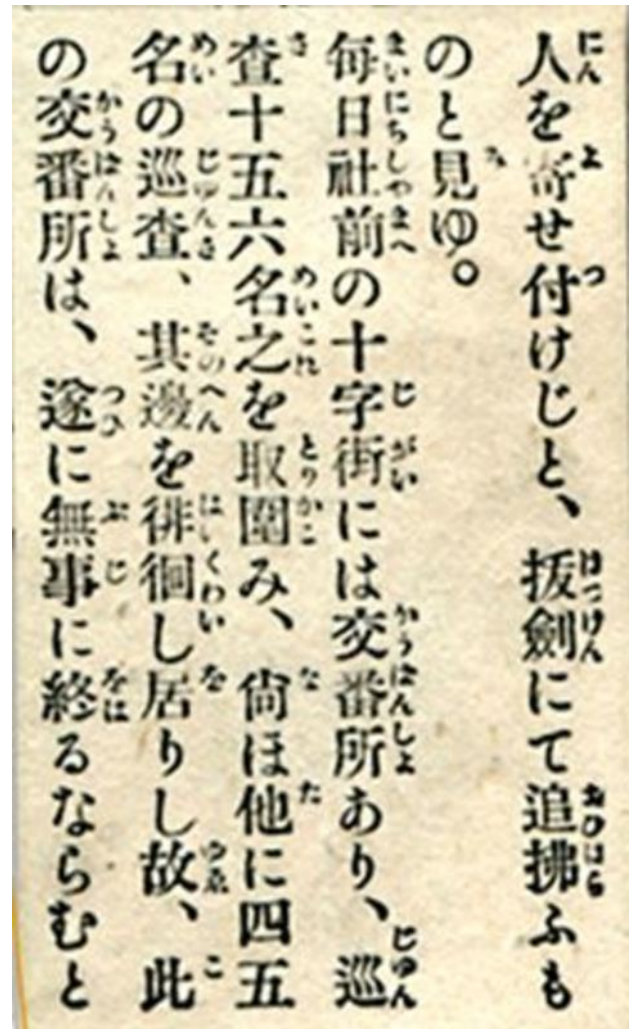 人を寄せ付けじと、拔劍にて追拂ふも
のと見ゆ。
每日社前の十字街には交番所あり、巡
査十五六名之を取圍み、尙ほ他に四五
名の巡査、其邊を徘徊し居りし故、此
の交番所は、遂に無事に終るならむと